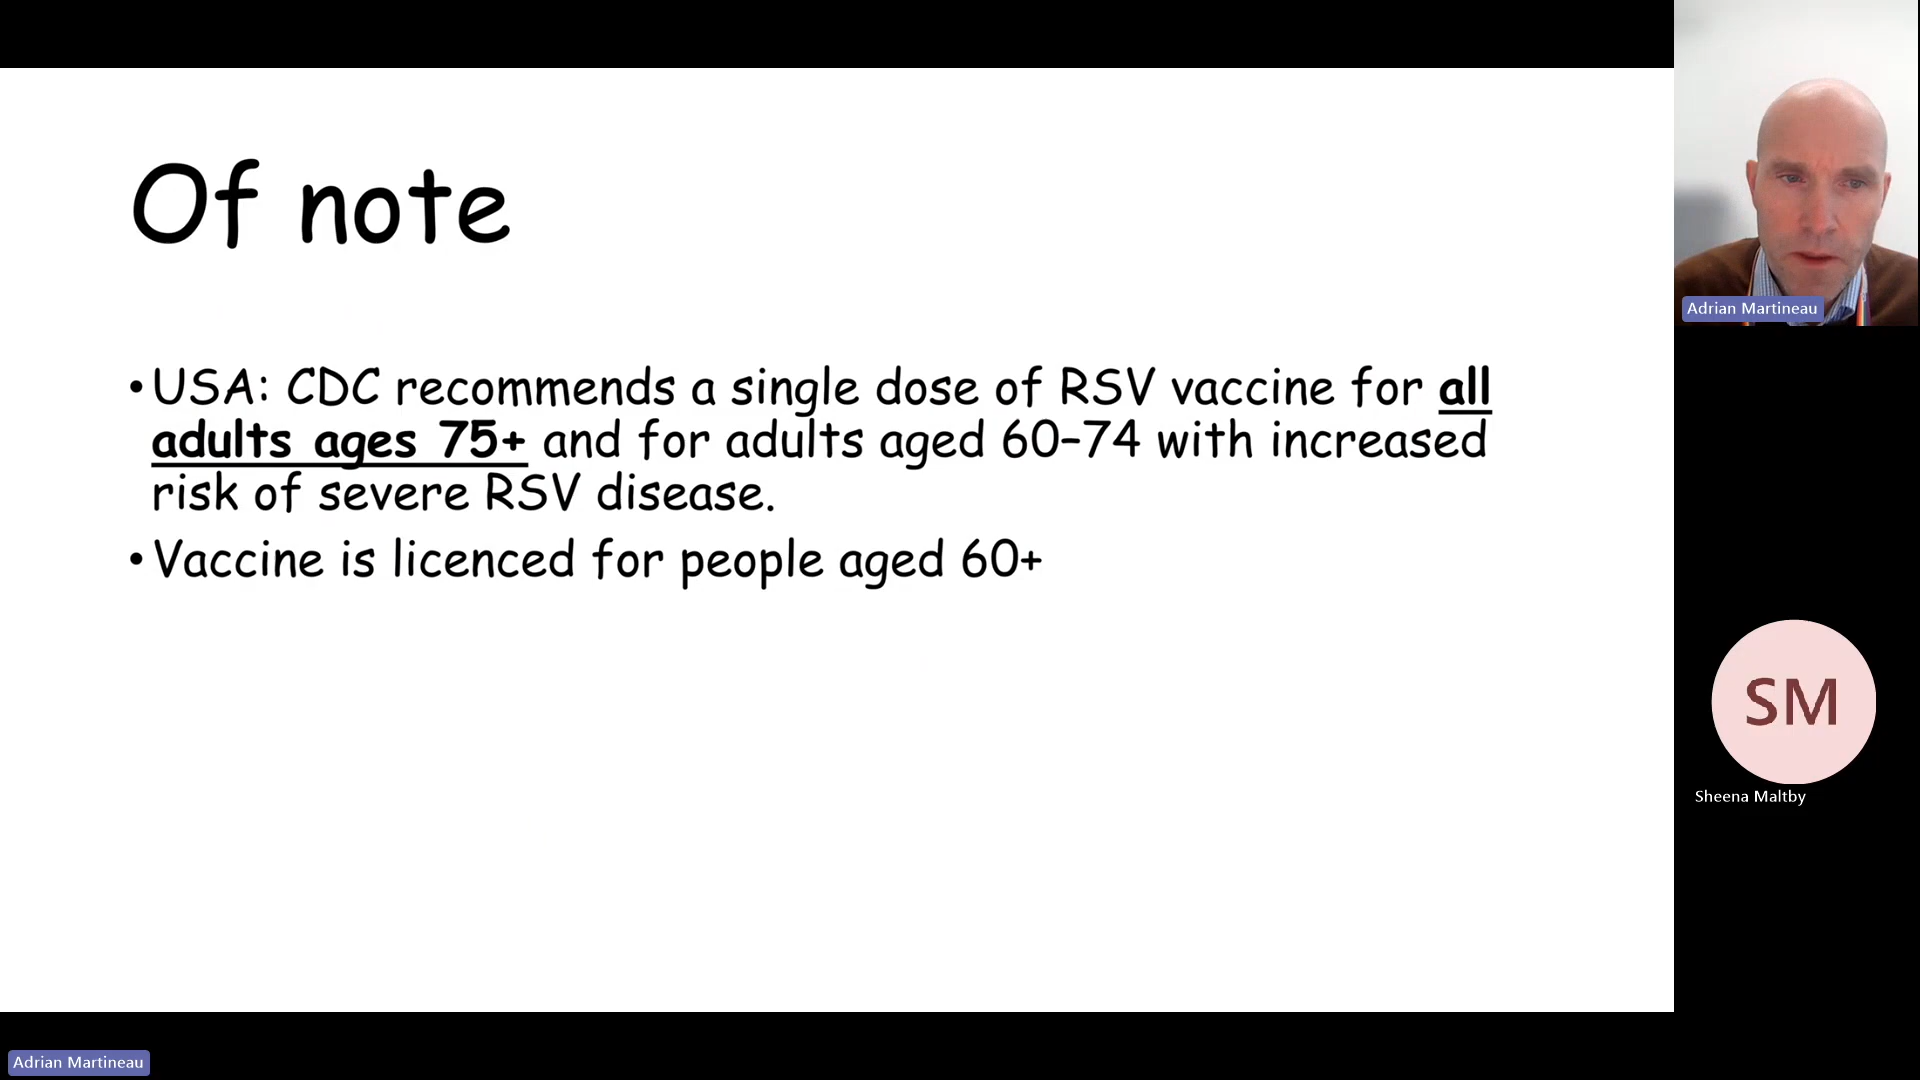 Of note
•USA: CDC recommends a single dose of RSV vaccine for all
adults ages 75+ and for adults aged 60–74 with increased
risk of severe RSV disease.
•Vaccine is licenced for people aged 60+
Adrian Martineau
SM
Sheena Maltby
Adrian Martineau